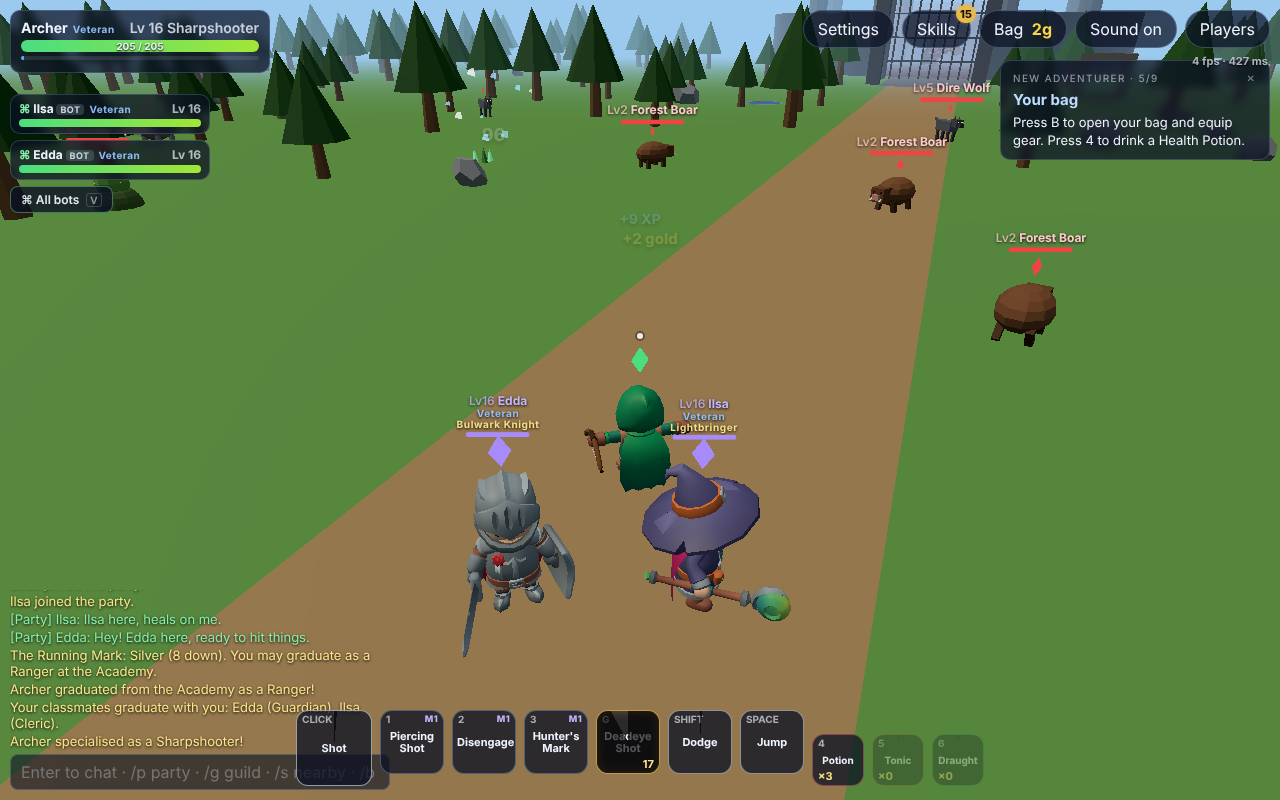 Archer Veteran Lv 16 Sharpshooter
205 / 205
⌘ Ilsa BOT Veteran Lv 16
⌘ Edda BOT Veteran Lv 16
⌘ All bots V
Settings
Skills 15
Bag 2g
Sound on
Players
4 fps · 427 ms
NEW ADVENTURER · 5/9 ×
Your bag
Press B to open your bag and equip
gear. Press 4 to drink a Health Potion.
Lv5 Dire Wolf
Lv2 Forest Boar
Lv2 Forest Boar
Lv2 Forest Boar
+9 XP
+2 gold
Lv16 Edda
Veteran
Bulwark Knight
Lv16 Ilsa
Veteran
Lightbringer
Ilsa joined the party.
[Party] Ilsa: Ilsa here, heals on me.
[Party] Edda: Hey! Edda here, ready to hit things.
The Running Mark: Silver (8 down). You may graduate as a
Ranger at the Academy.
Archer graduated from the Academy as a Ranger!
Your classmates graduate with you: Edda (Guardian), Ilsa
(Cleric).
Archer specialised as a Sharpshooter!
Enter to chat · /p party · /g guild · /s nearby · /b
CLICK
Shot
1 M1
Piercing
Shot
2 M1
Disengage
3 M1
Hunter's
Mark
G
Deadeye
Shot
17
SHIFT
Dodge
SPACE
Jump
4
Potion
×3
5
Tonic
×0
6
Draught
×0